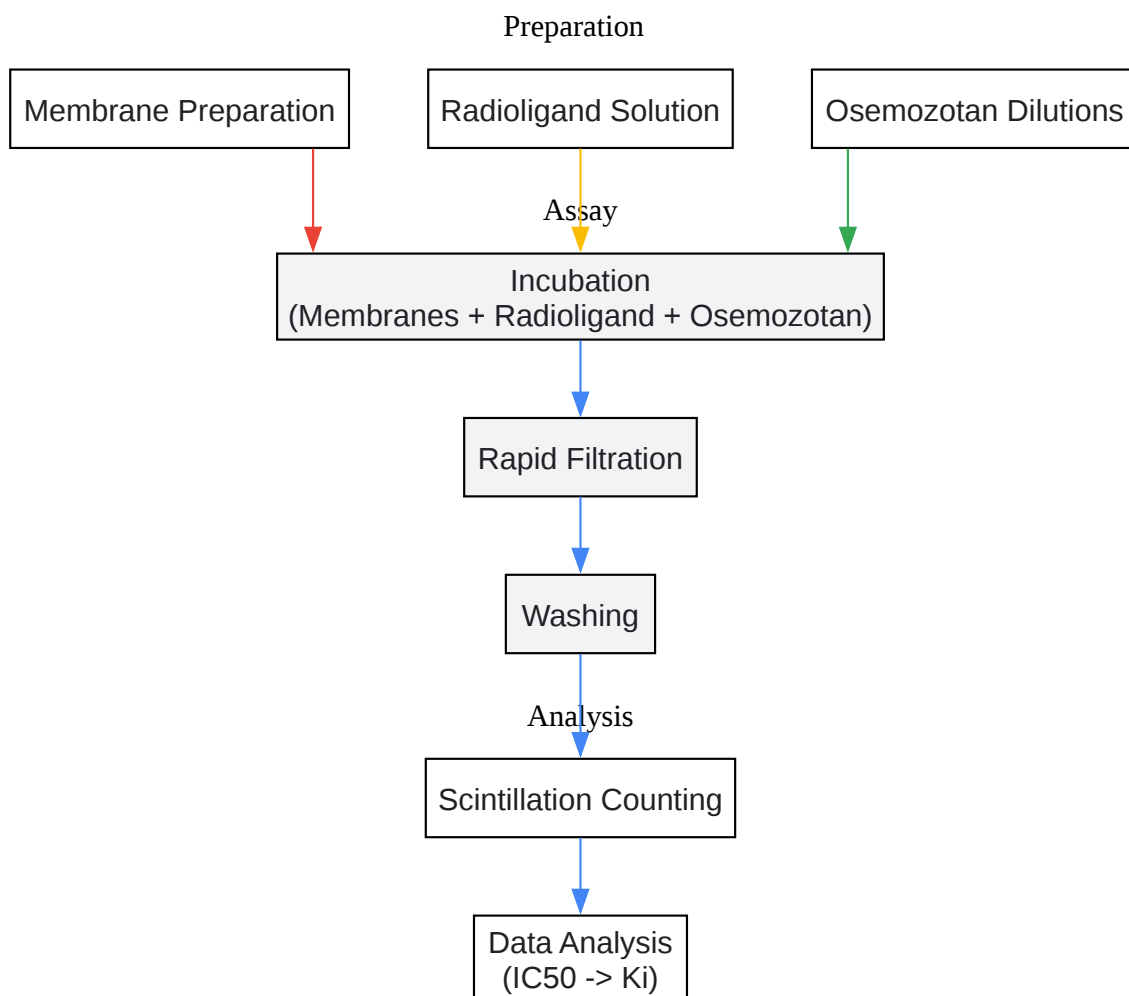 Preparation
Membrane Preparation
Radioligand Solution
Osemozotan Dilutions
Assay
Incubation
(Membranes + Radioligand + Osemozotan)
Rapid Filtration
Washing
Analysis
Scintillation Counting
Data Analysis
(IC50 -> Ki)